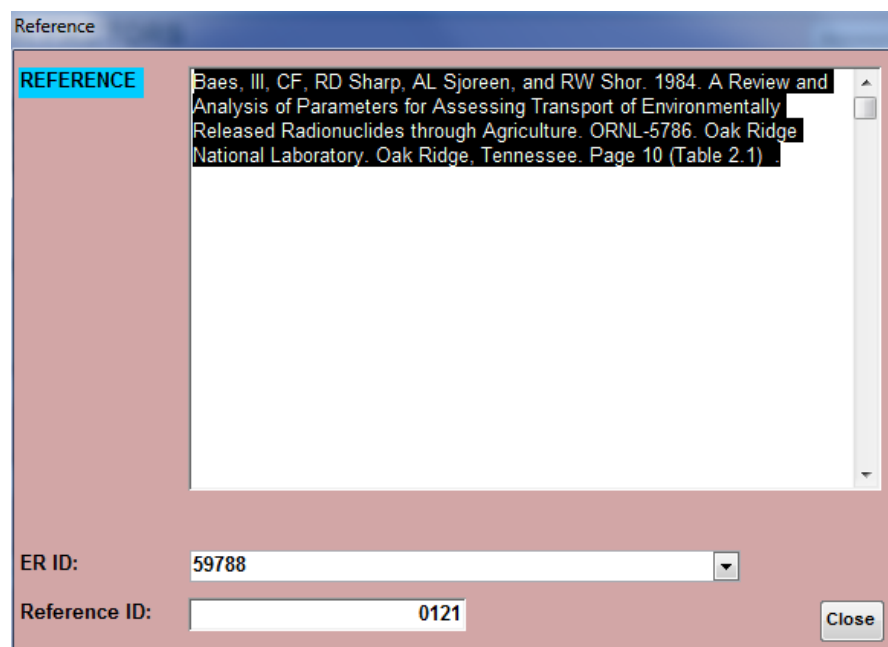 Reference
REFERENCE
Baes, III, CF, RD Sharp, AL Sjoreen, and RW Shor. 1984. A Review and
Analysis of Parameters for Assessing Transport of Environmentally
Released Radionuclides through Agriculture. ORNL-5786. Oak Ridge
National Laboratory. Oak Ridge, Tennessee. Page 10 (Table 2.1) .
ER ID:
59788
Reference ID:
0121
Close